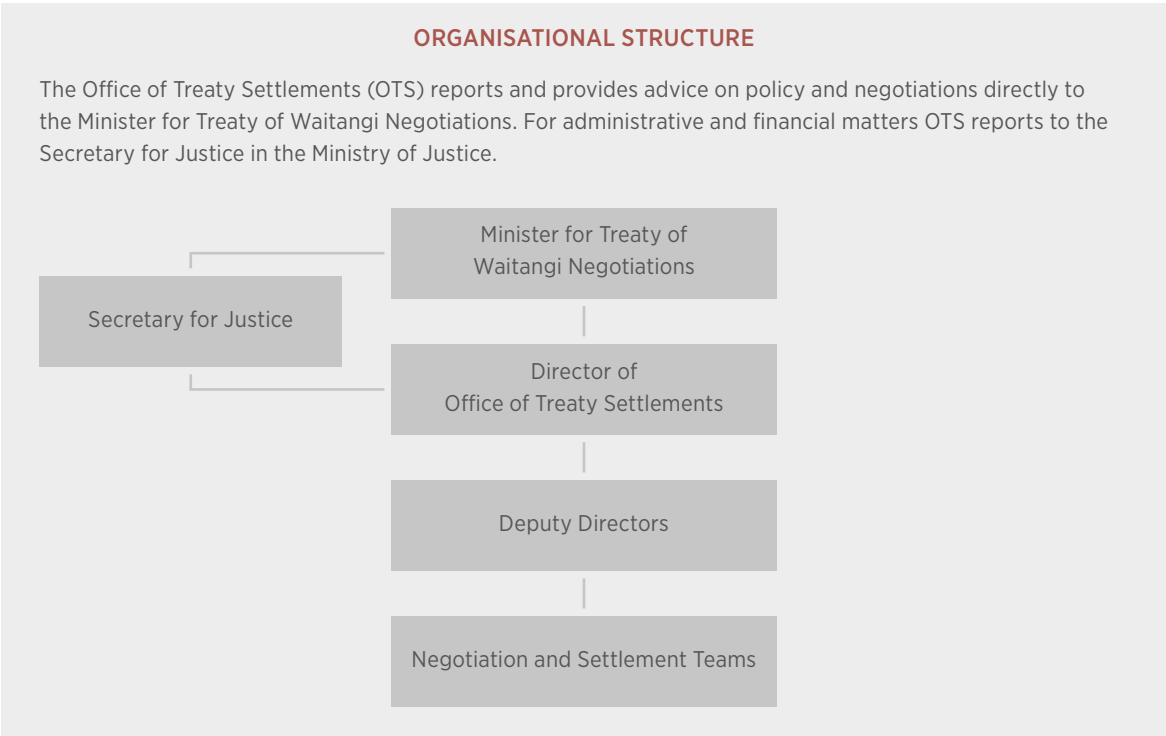 ORGANISATIONAL STRUCTURE
The Office of Treaty Settlements (OTS) reports and provides advice on policy and negotiations directly to
the Minister for Treaty of Waitangi Negotiations. For administrative and financial matters OTS reports to the
Secretary for Justice in the Ministry of Justice.
Minister for Treaty of
Waitangi Negotiations
Secretary for Justice
Director of
Office of Treaty Settlements
Deputy Directors
Negotiation and Settlement Teams